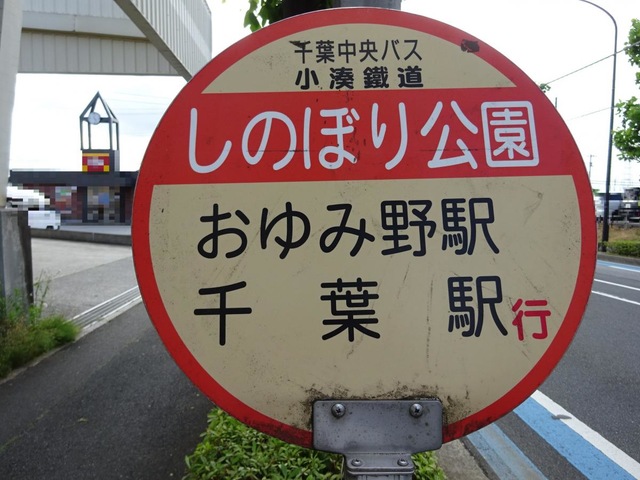 千葉中央バス
小湊鐵道
しのぼり公園
おゆみ野駅
千葉駅行